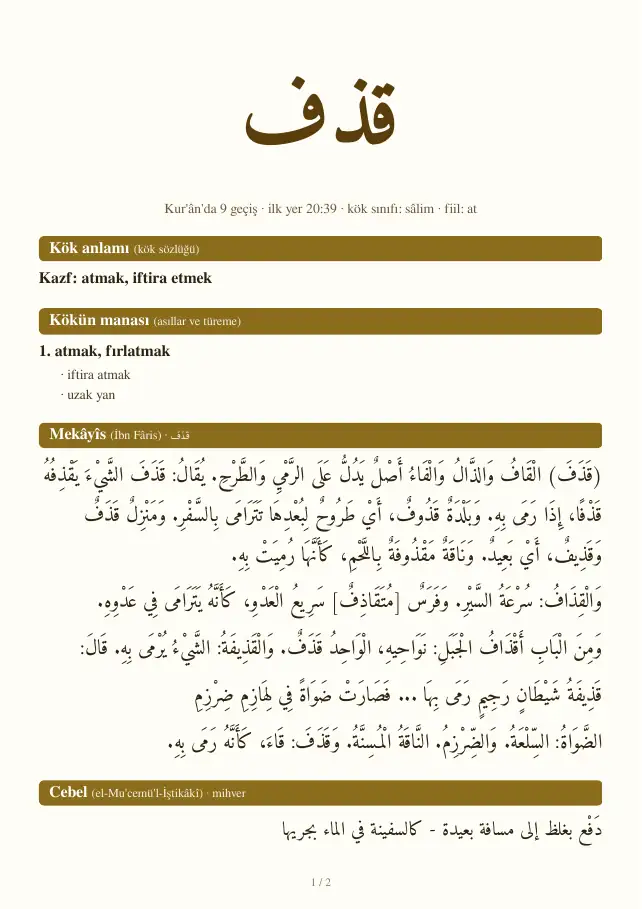 قذف
Kur'ân'da 9 geçiş · ilk yer 20:39 · kök sınıfı: sâlim · fiil: at
Kök anlamı (kök sözlüğü)
Kazf: atmak, iftira etmek
Kökün manası (asıllar ve türeme)
1. atmak, fırlatmak
· iftira atmak
· uzak yan
Mekâyîs (İbn Fâris) · قذف
(قَذَفَ) الْقَافُ وَالذَّالُ وَالْفَاءُ أَصْلٌ يَدُلُّ عَلَى الرَّمْيِ وَالطَّرْحِ. يُقَالُ: قَذَفَ الشَّيْءَ يَقْذِفُهُ
قَذْفًا، إِذَا رَمَى بِهِ. وَبَلْدَةٌ قَذُوفٌ، أَيْ طَرُوحٌ لِبُعْدِهَا تَتَرَامَى بِالسَّفْرِ. وَمَنْزِلٌ قَذَفٌ
وَقَذِيفٌ، أَيْ بَعِيدٌ. وَنَاقَةٌ مَقْذُوفَةٌ بِاللَّحْمِ، كَأَنَّهَا رُمِيَتْ بِهِ.
وَالْقِذَافُ: سُرْعَةُ السَّيْرِ. وَفَرَسٌ [مُتَقَاذِفٌ] سَرِيعُ الْعَدْوِ، كَأَنَّهُ يَتَرَامَى فِي عَدْوِهِ.
وَمِنَ الْبَابِ أَقْذَافُ الْجَبَلِ: نَوَاحِيهِ، الْوَاحِدُ قَذَفٌ. وَالْقَذِيفَةُ: الشَّيْءُ يُرْمَى بِهِ. قَالَ:
قَذِيفَةُ شَيْطَانٍ رَجِيمٍ رَمَى بِهَا ... فَصَارَتْ ضَوَاةً فِي لِهَازِمِ ضِرْزِمِ
الضَّوَاةُ: السِّلْعَةُ. وَالضِّرْزِمُ. النَّاقَةُ الْمُسِنَّةُ. وَقَذَفَ: قَاءَ، كَأَنَّهُ رَمَى بِهِ.
Cebel (el-Mu'cemü'l-İştikâkî) · mihver
دَفْع بغلظ إلى مسافة بعيدة - كالسفينة في الماء بجريها
1 / 2